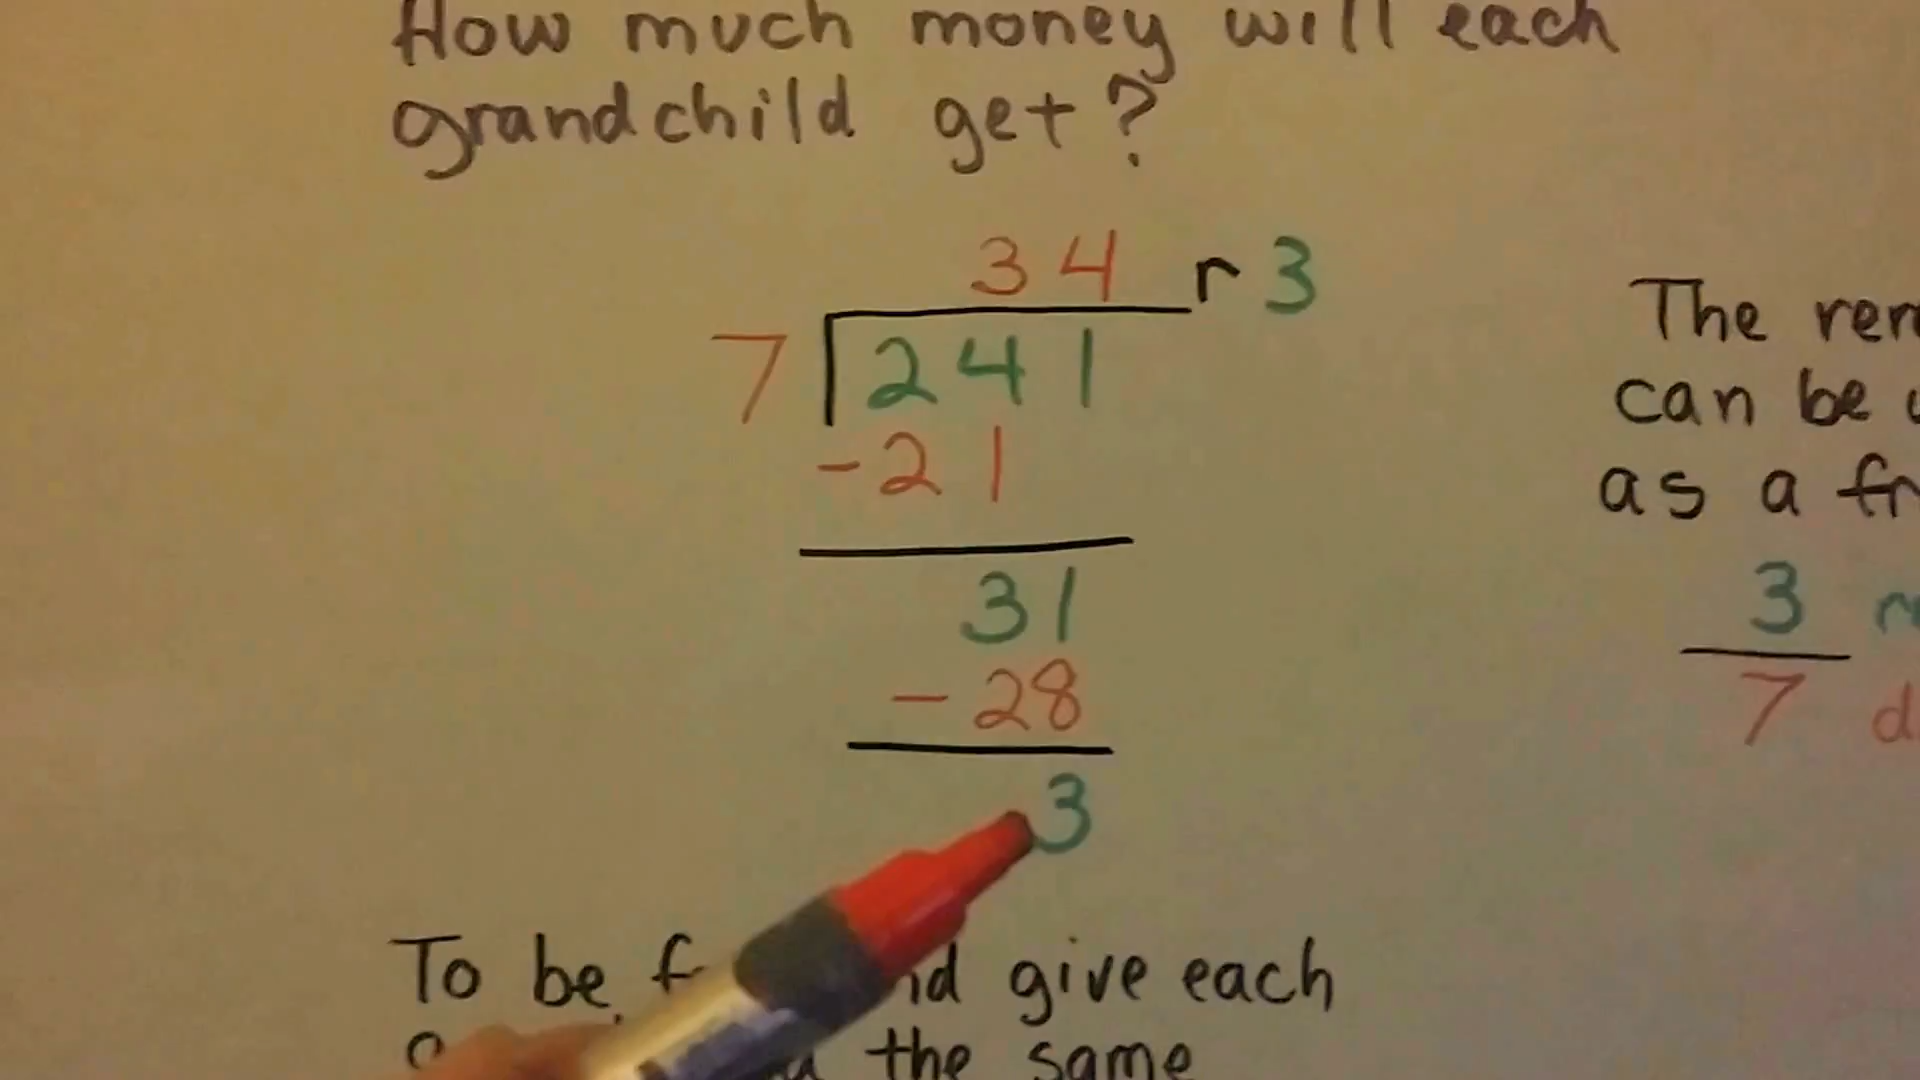 How much money will each
grandchild get?
34 r 3
7 241
-21
31
-28
3
To be give each
the same
The
can be
as a
3
7